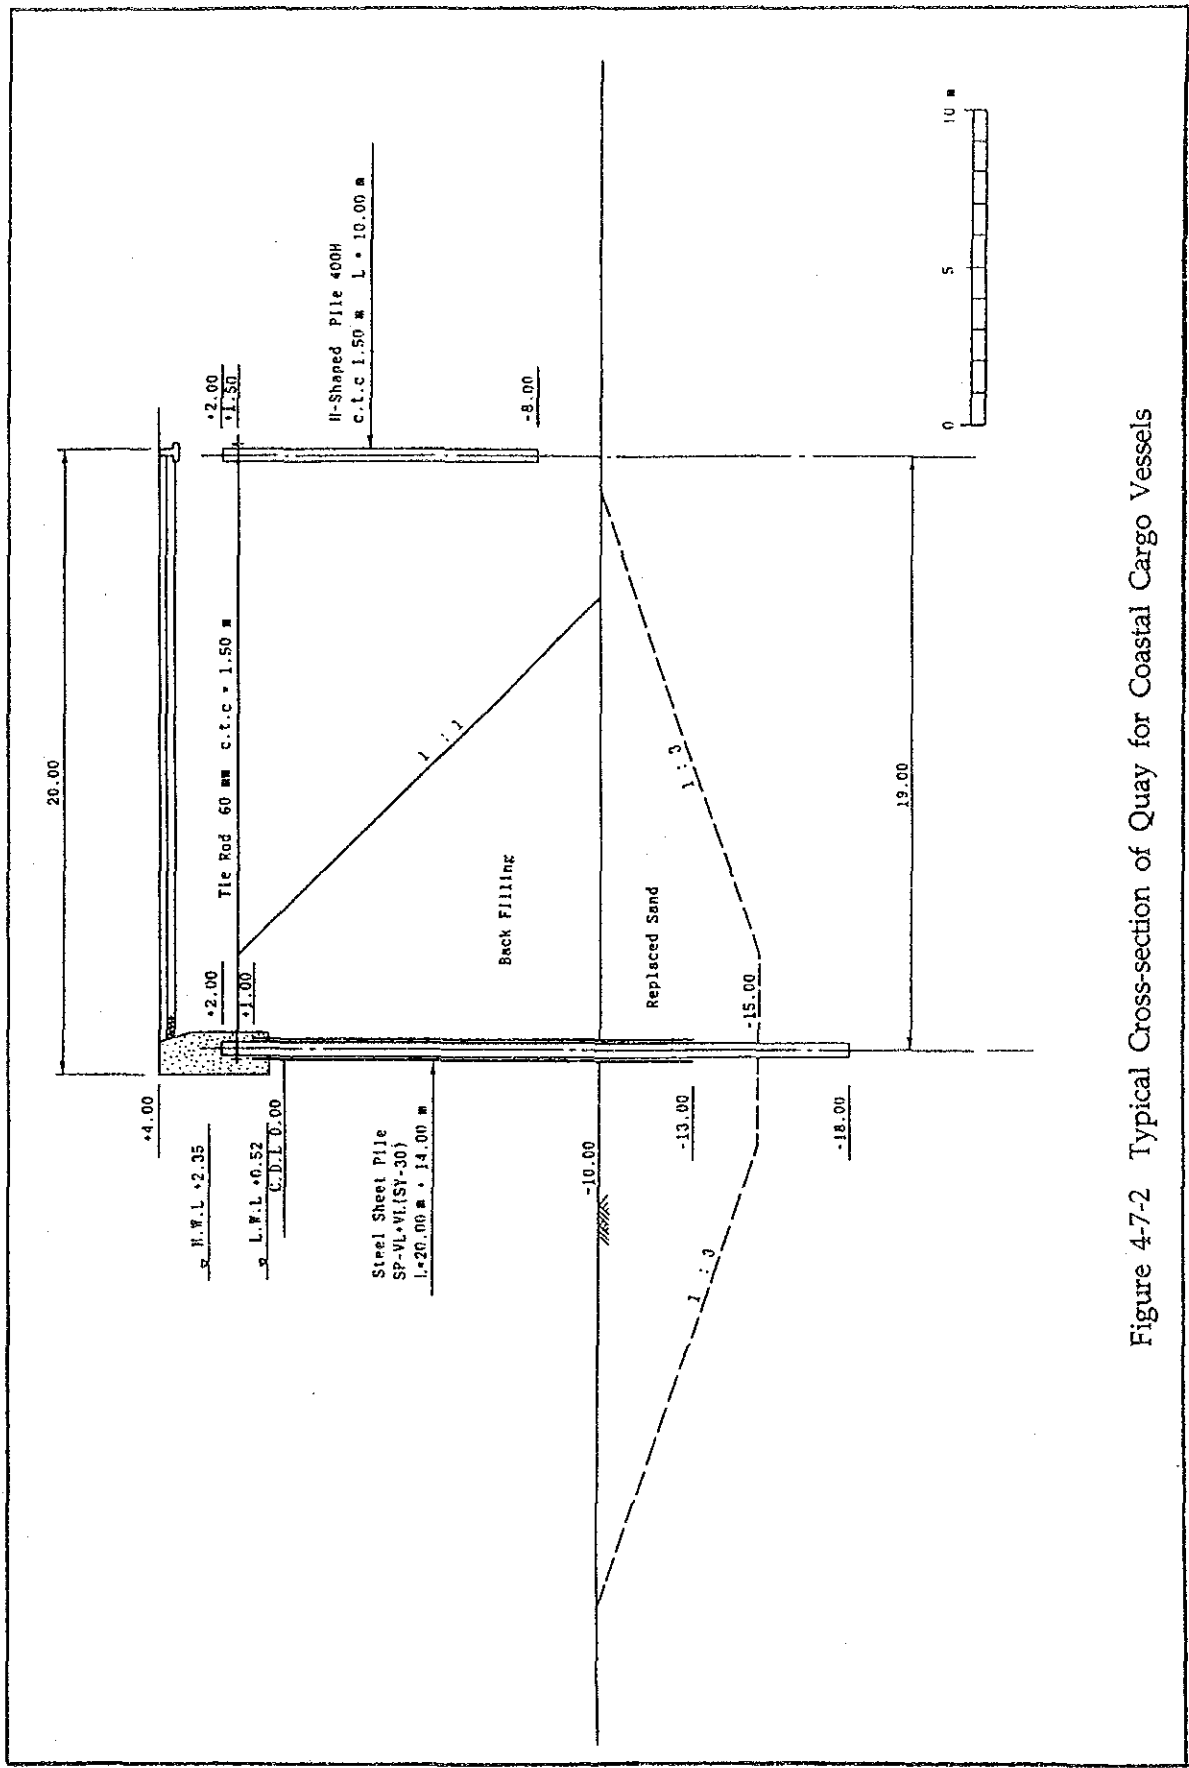 20.00
+4.00
H.W.L +2.35
L.W.L +0.52
C.D.L 0.00
+2.00
+1.00
Tie Rod 60 mm c.t.c = 1.50 m
+2.00
+1.50
H-Shaped Pile 400H
c.t.c 1.50 m L = 10.00 m
-8.00
Steel Sheet Pile
SP-VL+VI(SY-30)
L=20.00 m + 14.00 m
1 : 1
Back Filling
-10.00
Replaced Sand
1 : 3
1 : 3
-13.00
-15.00
-18.00
19.00
0 5 10 m
Figure 4-7-2 Typical Cross-section of Quay for Coastal Cargo Vessels